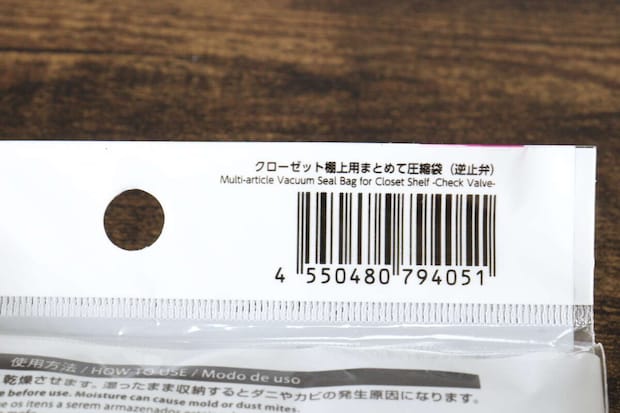 クローゼット棚上用まとめて圧縮袋（逆止弁）
Multi-article Vacuum Seal Bag for Closet Shelf -Check Valve-
4 550480 794051
使用方法 / HOW TO USE / Modo de uso
乾燥させます。湿ったまま収納するとダニやカビの発生原因になります。
e before use. Moisture can cause mold or dust mites.
e os itens a serem armazenados